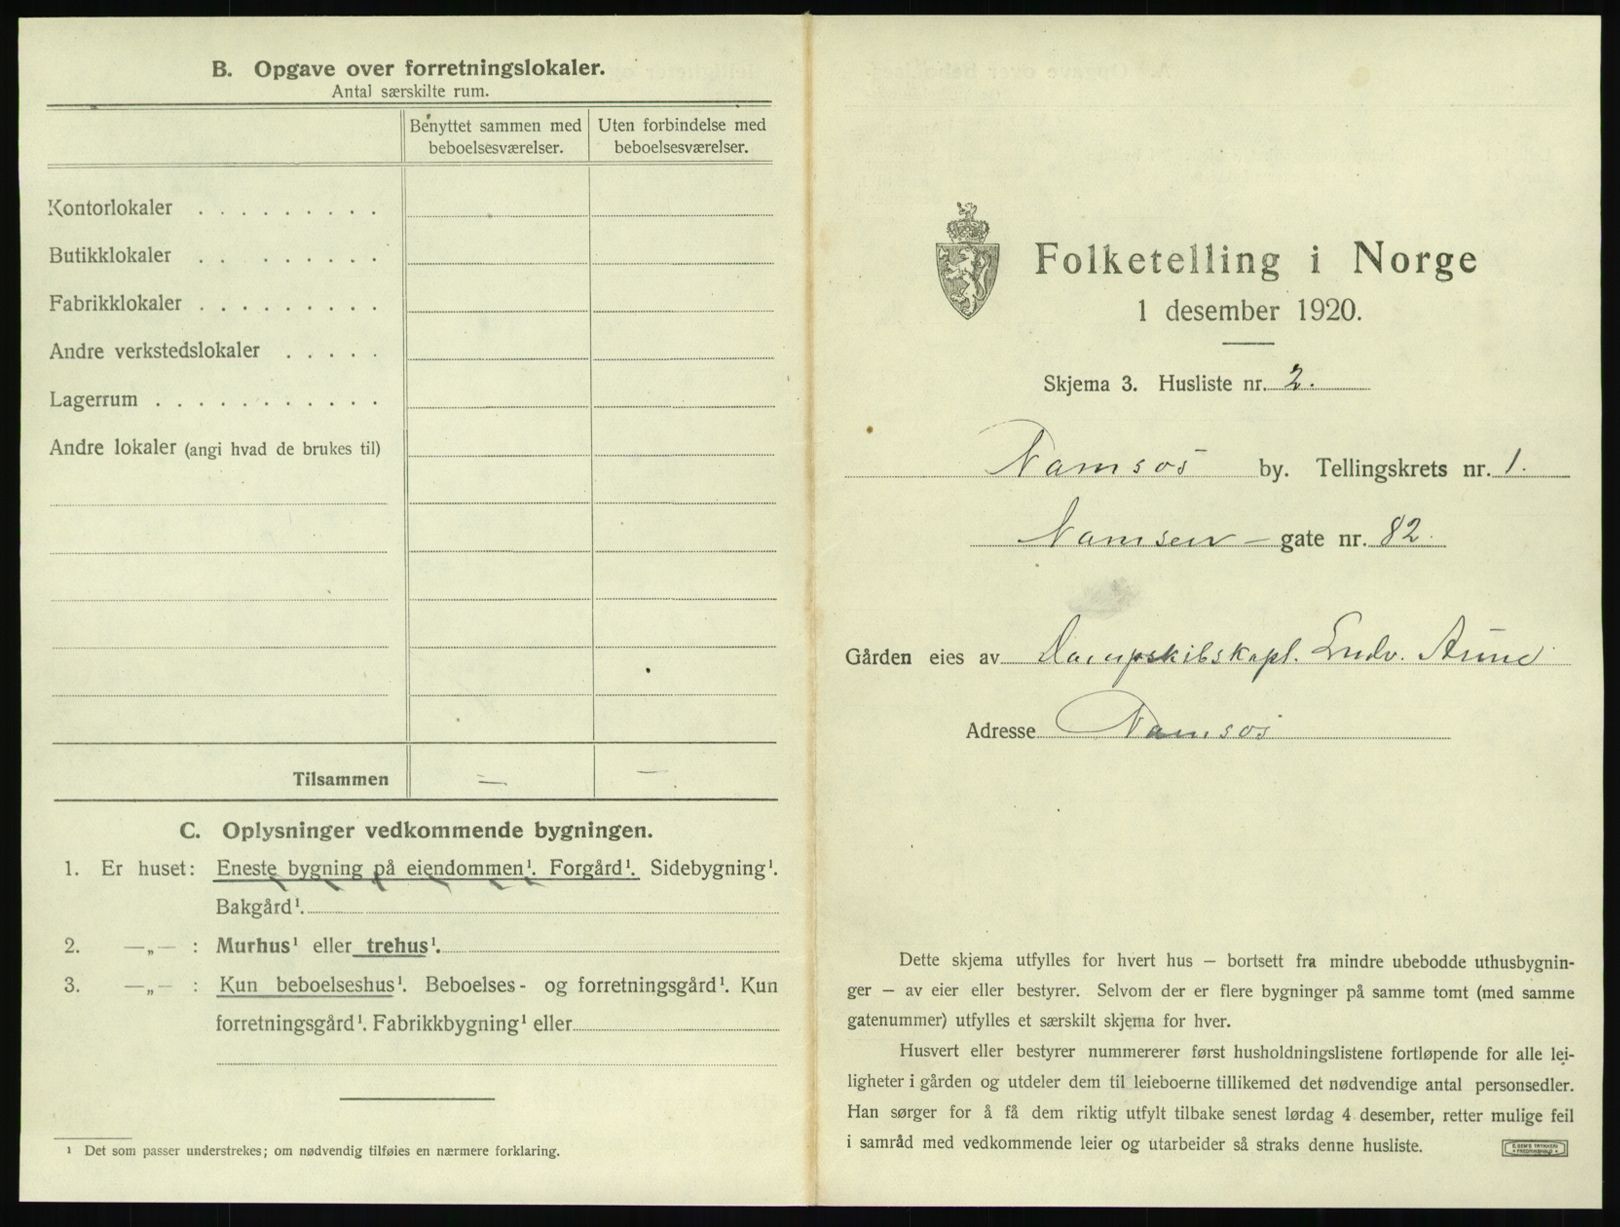 B. Opgave over forretningslokaler.
Antal særskilte rum.
Benyttet sammen med beboelsesværelser.
Uten forbindelse med beboelsesværelser.
Kontorlokaler . . . . . . . . .
Butikklokaler . . . . . . . .
Fabrikklokaler . . . . . . . . .
Andre verkstedslokaler . . . . .
Lagerrum . . . . . . . . . . .
Andre lokaler (angi hvad de brukes til)
Tilsammen — —
C. Oplysninger vedkommende bygningen.
1. Er huset: Eneste bygning på eiendommen¹. Forgård¹. Sidebygning¹.
Bakgård¹.
2. —„— : Murhus¹ eller trehus¹.
3. —„— : Kun beboelseshus¹. Beboelses- og forretningsgård¹. Kun
forretningsgård¹. Fabrikkbygning¹ eller
¹ Det som passer understrekes; om nødvendig tilføies en nærmere forklaring.
Folketelling i Norge
1 desember 1920.
Skjema 3. Husliste nr. 2.
Namsos by. Tellingskrets nr. 1.
Namsen - gate nr. 82.
Gården eies av Dampskibskapt. Ludv. Aune
Adresse Namsos
Dette skjema utfylles for hvert hus – bortsett fra mindre ubebodde uthusbygnin-
ger – av eier eller bestyrer. Selvom der er flere bygninger på samme tomt (med samme
gatenummer) utfylles et særskilt skjema for hver.
Husvert eller bestyrer nummererer først husholdningslistene fortløpende for alle lei-
ligheter i gården og utdeler dem til leieboerne tillikemed det nødvendige antal personsedler.
Han sørger for å få dem riktig utfylt tilbake senest lørdag 4 desember, retter mulige feil
i samråd med vedkommende leier og utarbeider så straks denne husliste.